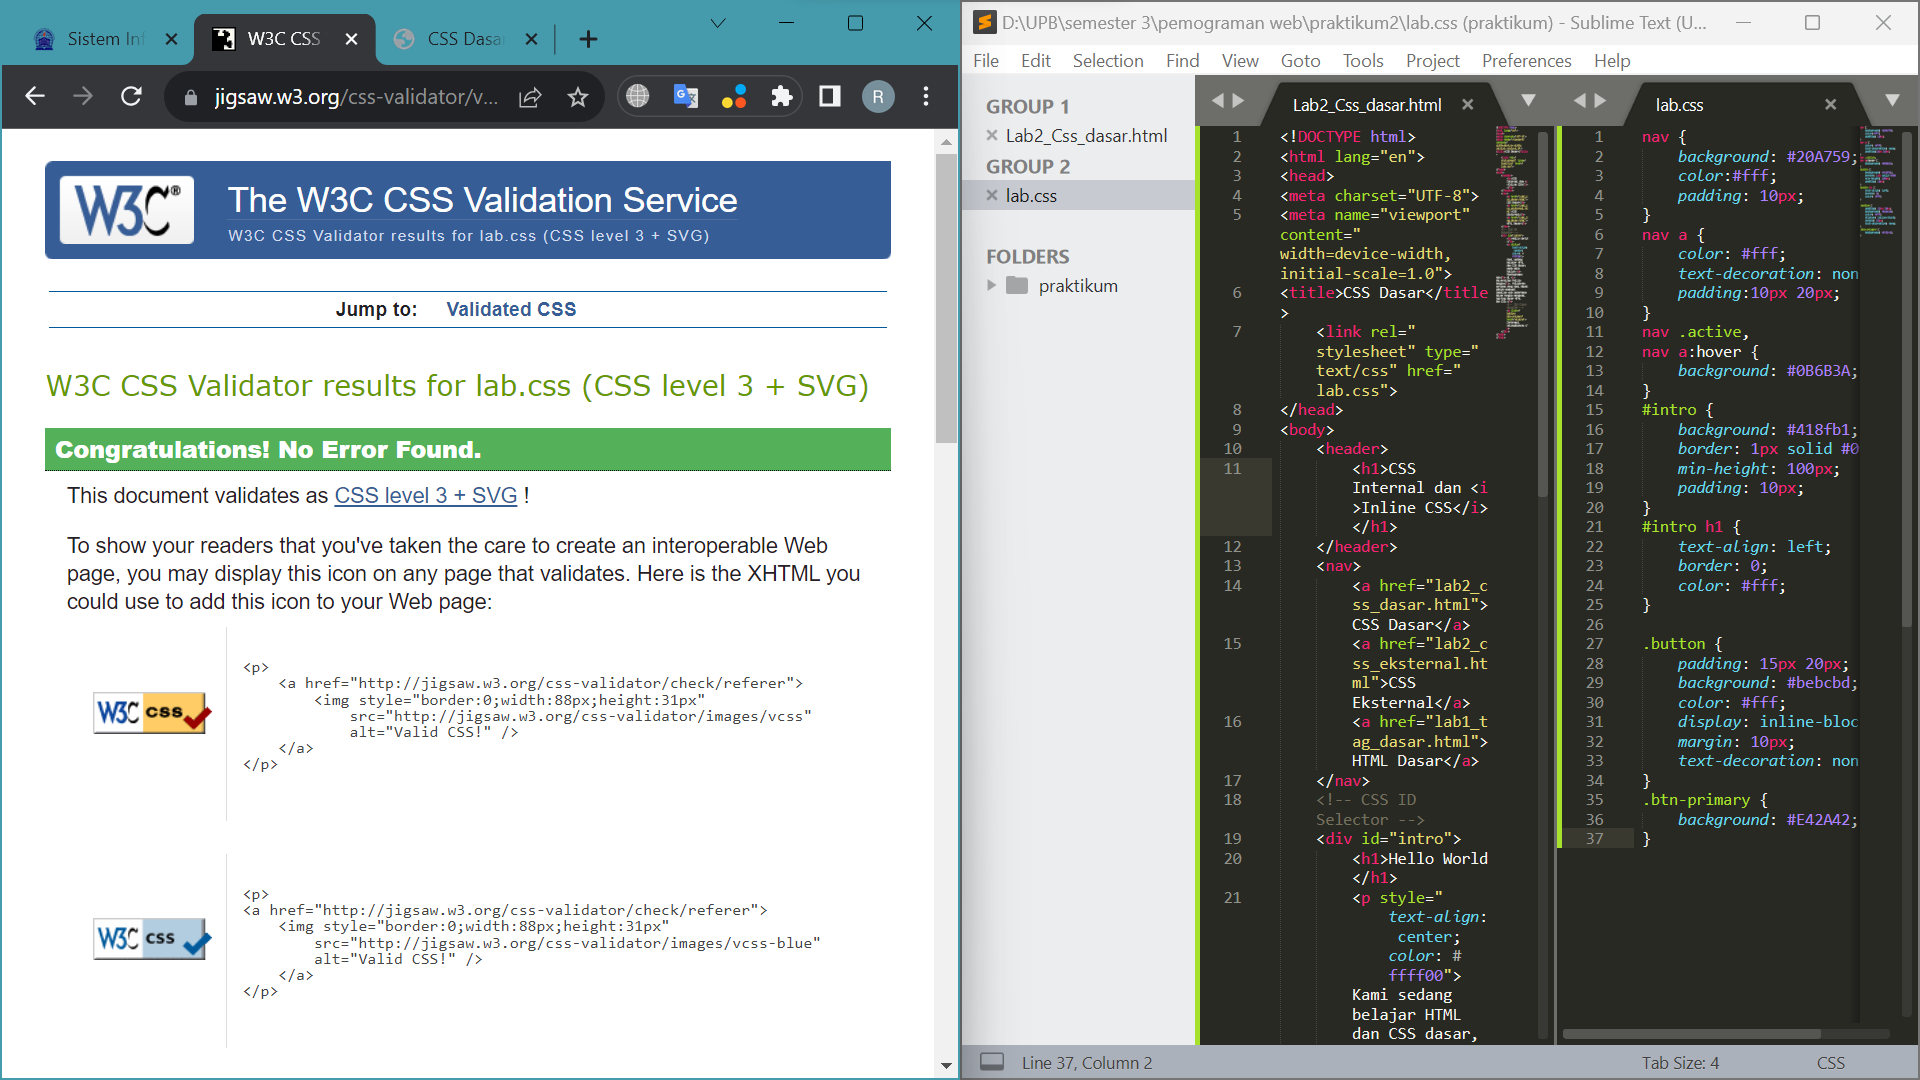 Sistem Inf
W3C CSS
CSS Dasar
jigsaw.w3.org/css-validator/v...
R
W3C®
The W3C CSS Validation Service
W3C CSS Validator results for lab.css (CSS level 3 + SVG)
Jump to: Validated CSS
W3C CSS Validator results for lab.css (CSS level 3 + SVG)
Congratulations! No Error Found.
This document validates as CSS level 3 + SVG !
To show your readers that you've taken the care to create an interoperable Web
page, you may display this icon on any page that validates. Here is the XHTML you
could use to add this icon to your Web page:
W3C css
<p>
<a href="http://jigsaw.w3.org/css-validator/check/referer">
<img style="border:0;width:88px;height:31px"
src="http://jigsaw.w3.org/css-validator/images/vcss"
alt="Valid CSS!" />
</a>
</p>
W3C css
<p>
<a href="http://jigsaw.w3.org/css-validator/check/referer">
<img style="border:0;width:88px;height:31px"
src="http://jigsaw.w3.org/css-validator/images/vcss-blue"
alt="Valid CSS!" />
</a>
</p>
D:\UPB\semester 3\pemograman web\praktikum2\lab.css (praktikum) - Sublime Text (U...
File Edit Selection Find View Goto Tools Project Preferences Help
GROUP 1
Lab2_Css_dasar.html
GROUP 2
lab.css
FOLDERS
praktikum
Lab2_Css_dasar.html
1 <!DOCTYPE html>
2 <html lang="en">
3 <head>
4 <meta charset="UTF-8">
5 <meta name="viewport"
content="
width=device-width,
initial-scale=1.0">
6 <title>CSS Dasar</title
>
7 <link rel="
stylesheet" type="
text/css" href="
lab.css">
8 </head>
9 <body>
10 <header>
11 <h1>CSS
Internal dan <i
>Inline CSS</i>
</h1>
12 </header>
13 <nav>
14 <a href="lab2_c
ss_dasar.html">
CSS Dasar</a>
15 <a href="lab2_c
ss_eksternal.ht
ml">CSS
Eksternal</a>
16 <a href="lab1_t
ag_dasar.html">
HTML Dasar</a>
17 </nav>
18 <!-- CSS ID
Selector -->
19 <div id="intro">
20 <h1>Hello World
</h1>
21 <p style="
text-align:
center;
color: #
ffff00">
Kami sedang
belajar HTML
dan CSS dasar,
lab.css
1 nav {
2 background: #20A759;
3 color:#fff;
4 padding: 10px;
5 }
6 nav a {
7 color: #fff;
8 text-decoration: non
9 padding:10px 20px;
10 }
11 nav .active,
12 nav a:hover {
13 background: #0B6B3A;
14 }
15 #intro {
16 background: #418fb1;
17 border: 1px solid #0
18 min-height: 100px;
19 padding: 10px;
20 }
21 #intro h1 {
22 text-align: left;
23 border: 0;
24 color: #fff;
25 }
26
27 .button {
28 padding: 15px 20px;
29 background: #bebcbd;
30 color: #fff;
31 display: inline-bloc
32 margin: 10px;
33 text-decoration: non
34 }
35 .btn-primary {
36 background: #E42A42;
37 }
Line 37, Column 2
Tab Size: 4
CSS